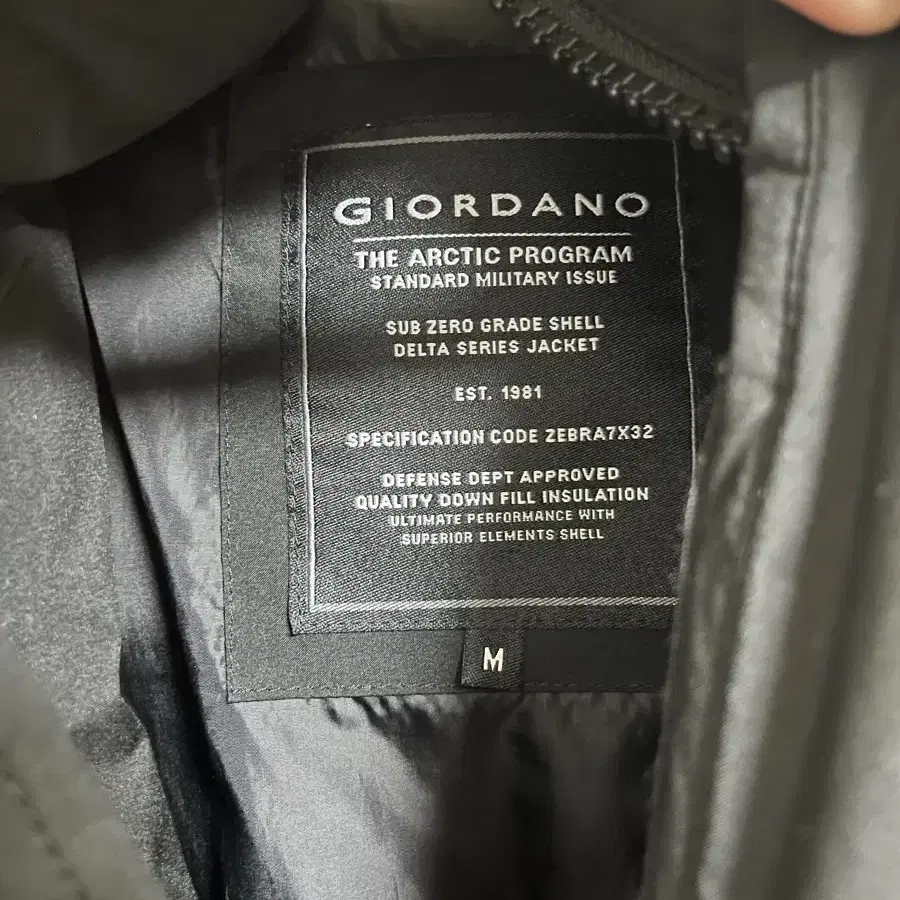 GIORDANO
THE ARCTIC PROGRAM
STANDARD MILITARY ISSUE
SUB ZERO GRADE SHELL
DELTA SERIES JACKET
EST. 1981
SPECIFICATION CODE ZEBRA7X32
DEFENSE DEPT APPROVED
QUALITY DOWN FILL INSULATION
ULTIMATE PERFORMANCE WITH
SUPERIOR ELEMENTS SHELL
M